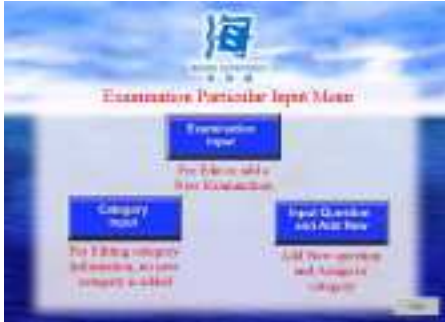 Examination Particular Input Menu
Examination
Input
For Edit or add a
New Examination
Category
Input
For Editing category
Information, no new
category is added
Input Question
and Add New
Add New question
and Assign to
category